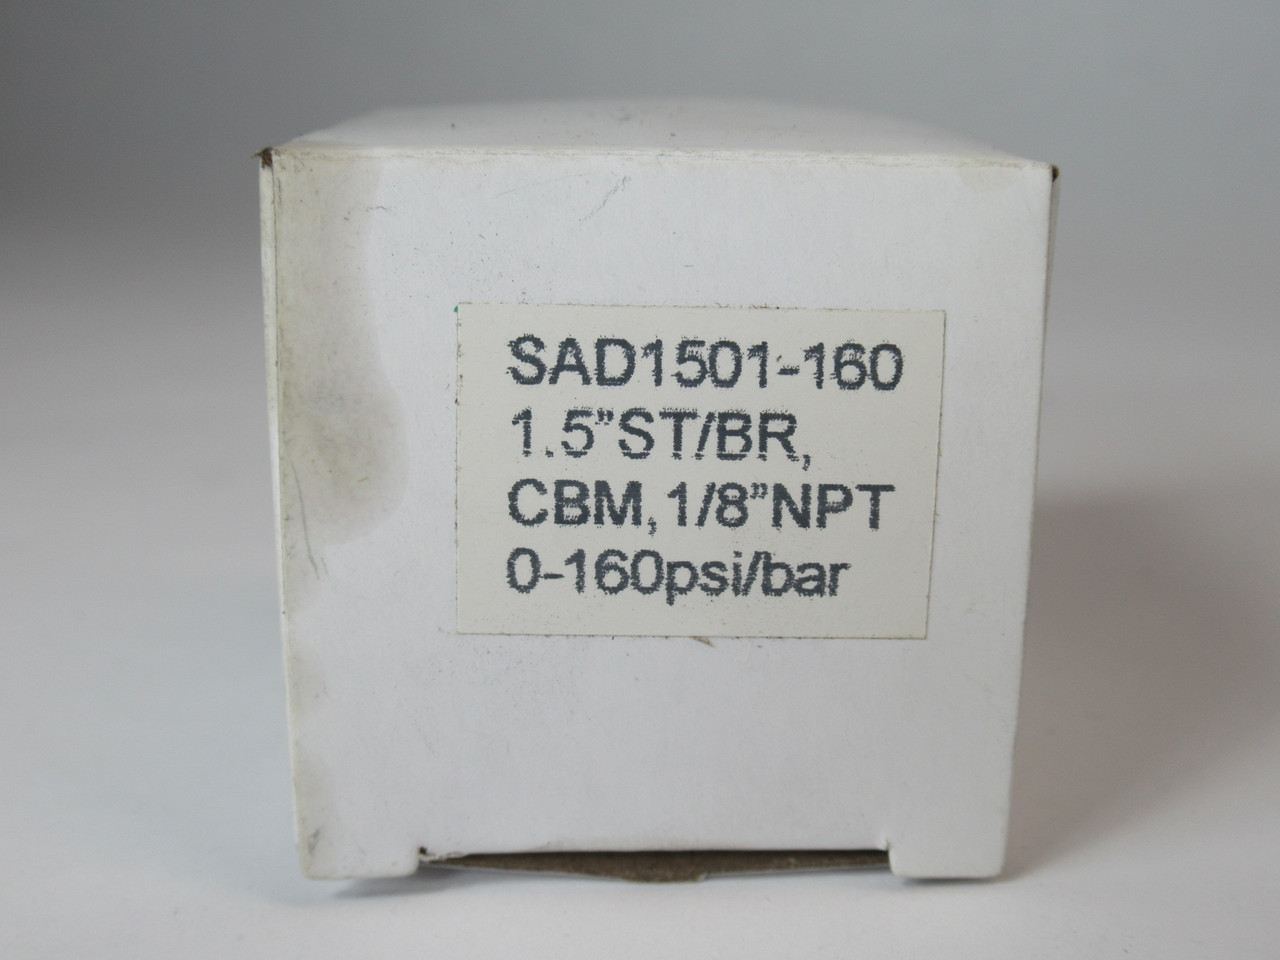 SAD1501-160
1.5”ST/BR,
CBM, 1/8”NPT
0-160psi/bar